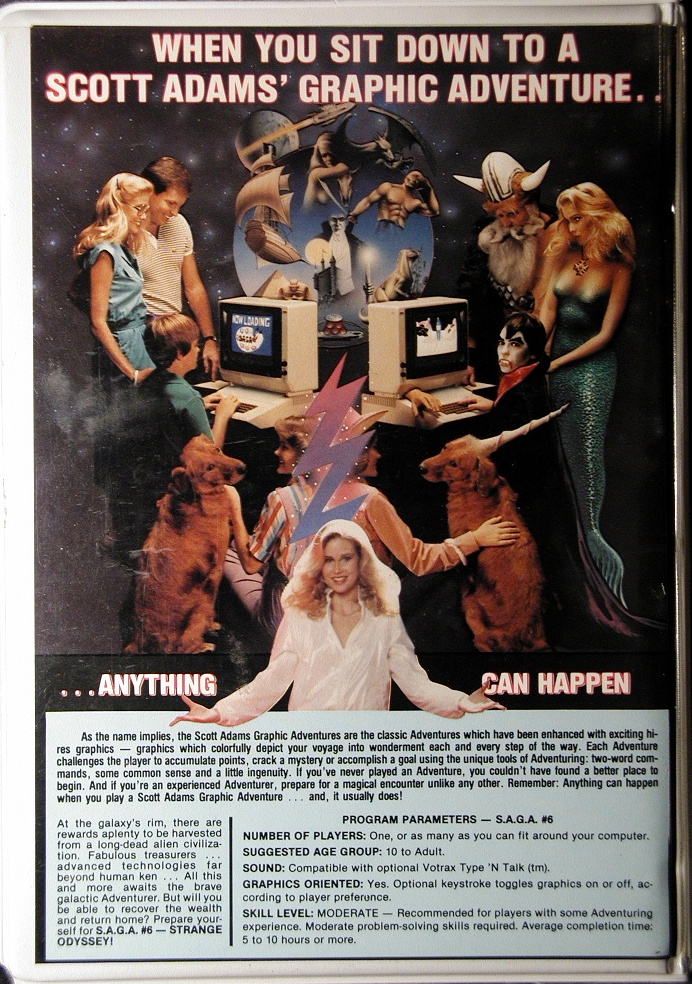 WHEN YOU SIT DOWN TO A
SCOTT ADAMS' GRAPHIC ADVENTURE..
NOW LOADING
...ANYTHING CAN HAPPEN
As the name implies, the Scott Adams Graphic Adventures are the classic Adventures which have been enhanced with exciting hi-
res graphics — graphics which colorfully depict your voyage into wonderment each and every step of the way. Each Adventure
challenges the player to accumulate points, crack a mystery or accomplish a goal using the unique tools of Adventuring: two-word com-
mands, some common sense and a little ingenuity. If you've never played an Adventure, you couldn't have found a better place to
begin. And if you're an experienced Adventurer, prepare for a magical encounter unlike any other. Remember: Anything can happen
when you play a Scott Adams Graphic Adventure ... and, it usually does!
At the galaxy's rim, there are
rewards aplenty to be harvested
from a long-dead alien civiliza-
tion. Fabulous treasurers ...
advanced technologies far
beyond human ken ... All this
and more awaits the brave
galactic Adventurer. But will you
be able to recover the wealth
and return home? Prepare your-
self for S.A.G.A. #6 — STRANGE
ODYSSEY!
PROGRAM PARAMETERS — S.A.G.A. #6
NUMBER OF PLAYERS: One, or as many as you can fit around your computer.
SUGGESTED AGE GROUP: 10 to Adult.
SOUND: Compatible with optional Votrax Type 'N Talk (tm).
GRAPHICS ORIENTED: Yes. Optional keystroke toggles graphics on or off, ac-
cording to player preference.
SKILL LEVEL: MODERATE — Recommended for players with some Adventuring
experience. Moderate problem-solving skills required. Average completion time:
5 to 10 hours or more.